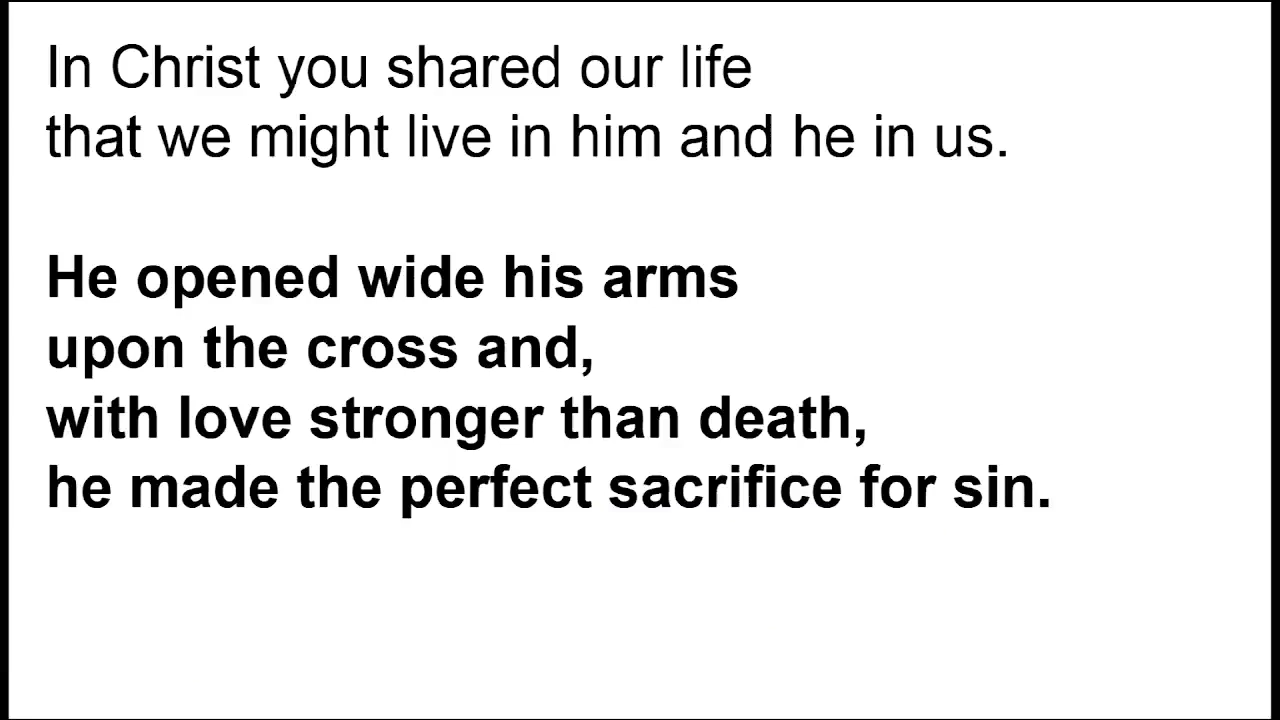 In Christ you shared our life
that we might live in him and he in us.
He opened wide his arms
upon the cross and,
with love stronger than death,
he made the perfect sacrifice for sin.